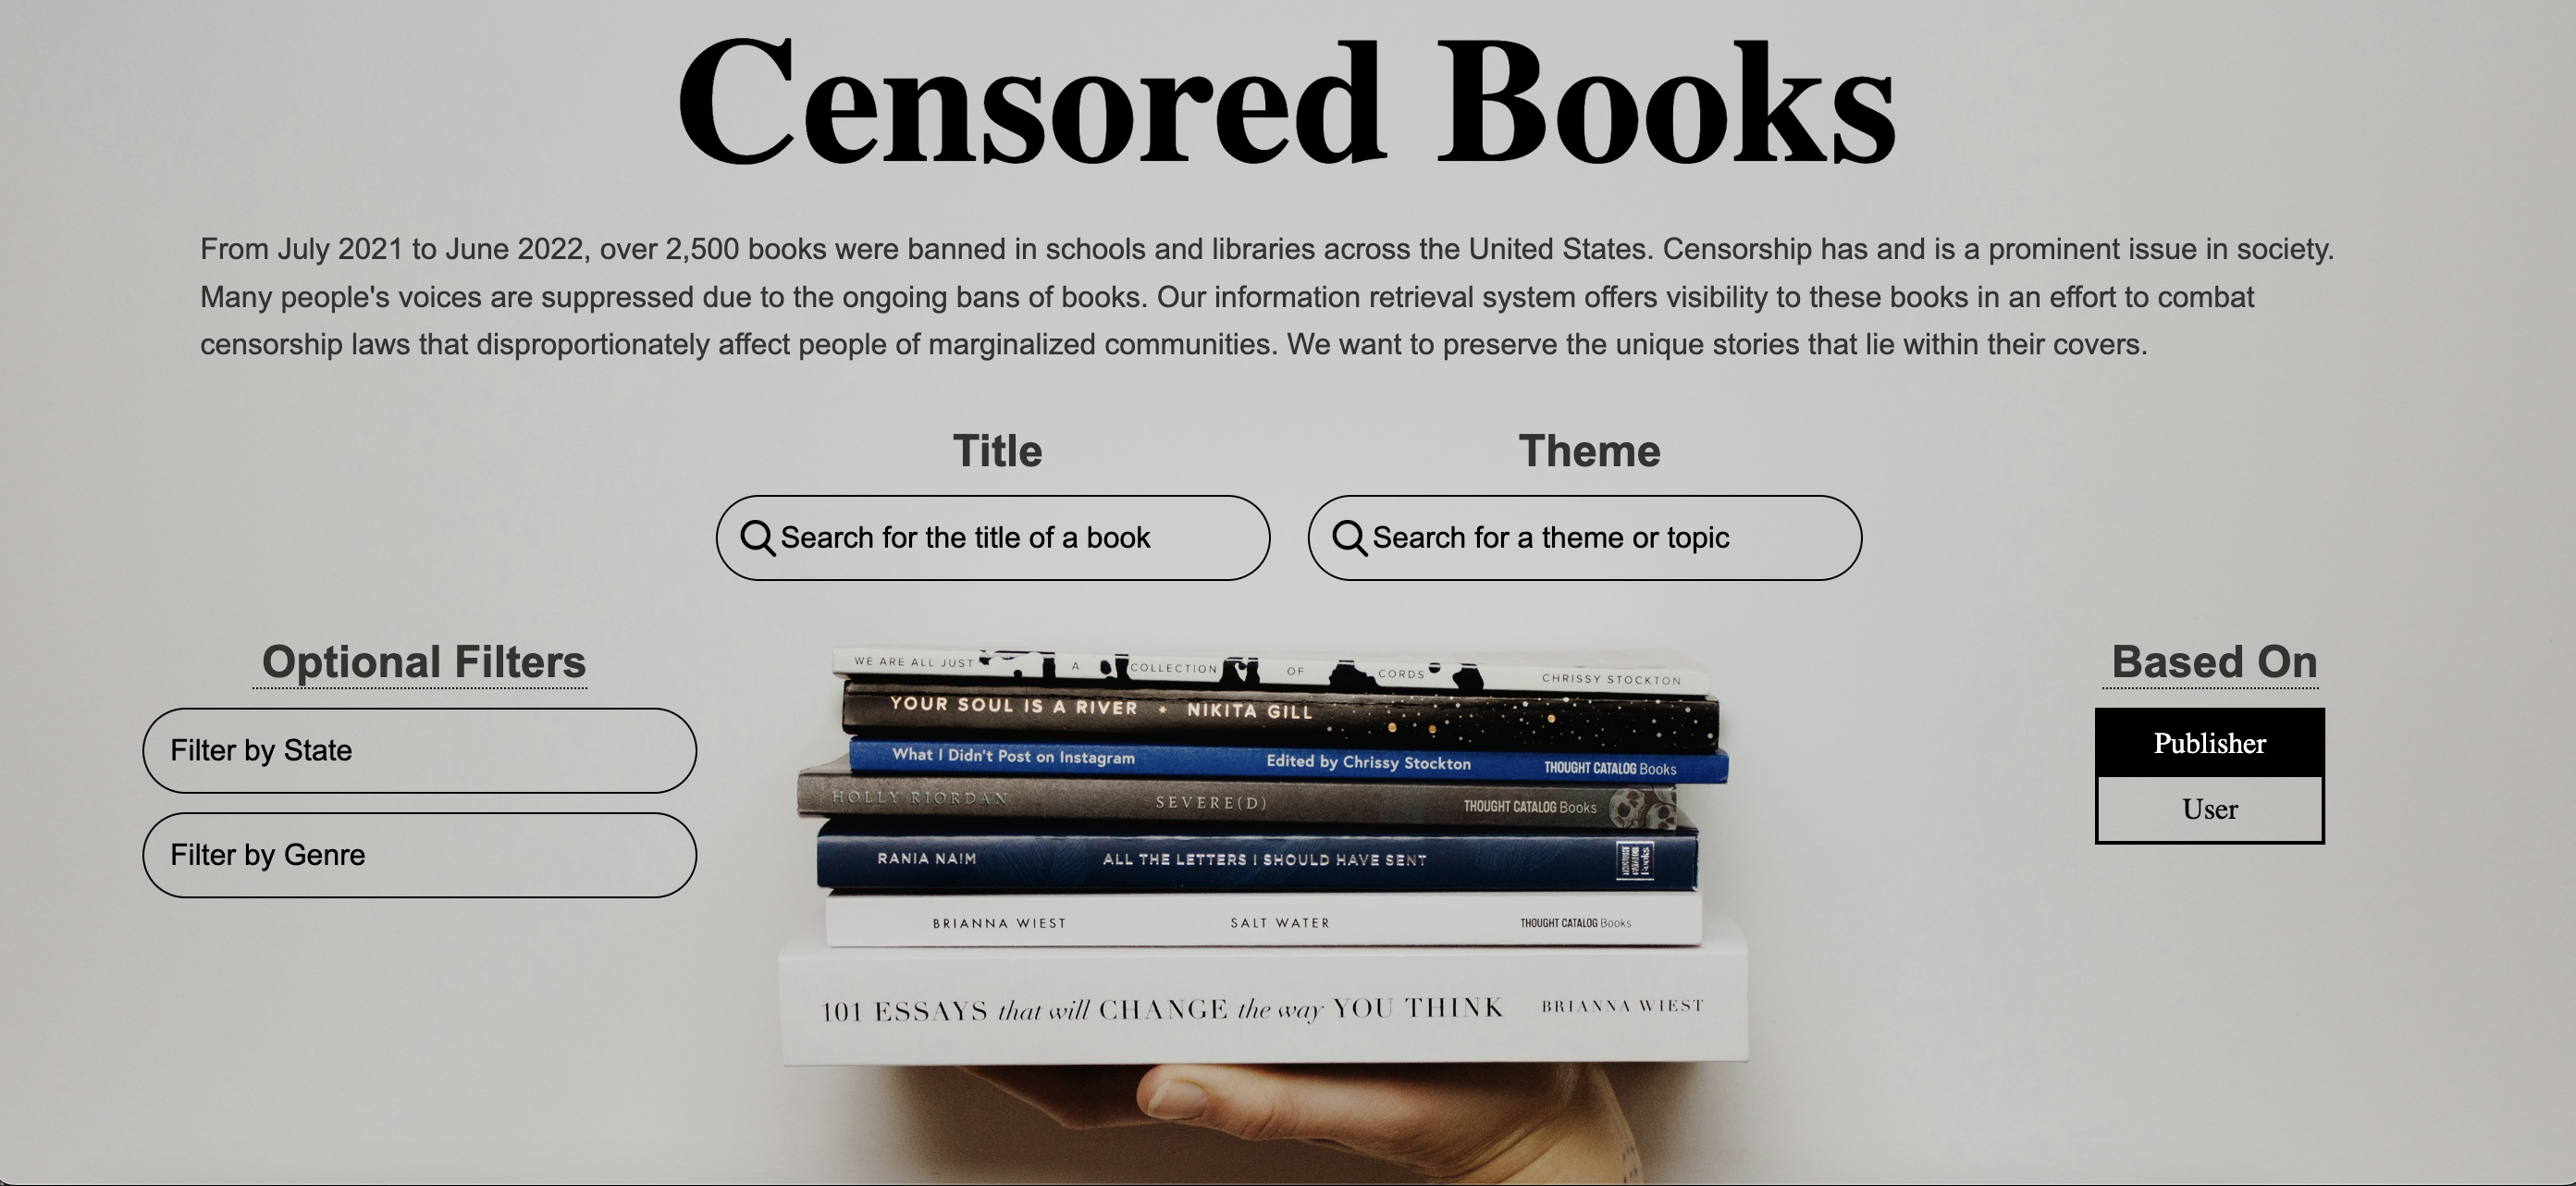 Censored Books
From July 2021 to June 2022, over 2,500 books were banned in schools and libraries across the United States. Censorship has and is a prominent issue in society.
Many people's voices are suppressed due to the ongoing bans of books. Our information retrieval system offers visibility to these books in an effort to combat
censorship laws that disproportionately affect people of marginalized communities. We want to preserve the unique stories that lie within their covers.
Title
Theme
Search for the title of a book
Search for a theme or topic
Optional Filters
Filter by State
Filter by Genre
WE ARE ALL JUST A COLLECTION OF CORDS CHRISSY STOCKTON
YOUR SOUL IS A RIVER NIKITA GILL
What I Didn't Post on Instagram Edited by Chrissy Stockton THOUGHT CATALOG Books
HOLLY RIORDAN SEVERE(D) THOUGHT CATALOG Books
RANIA NAIM ALL THE LETTERS I SHOULD HAVE SENT
BRIANNA WIEST SALT WATER THOUGHT CATALOG Books
101 ESSAYS that will CHANGE the way YOU THINK BRIANNA WIEST
Based On
Publisher
User